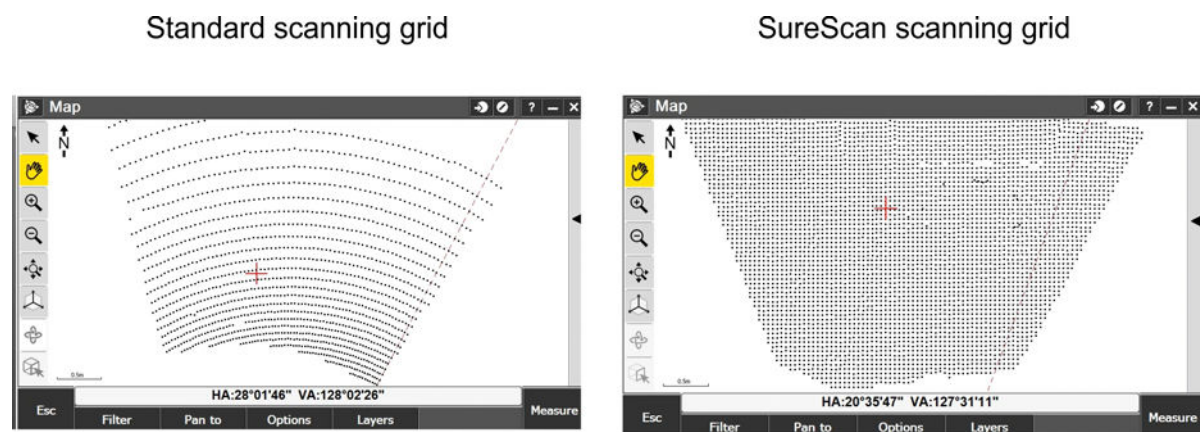 Standard scanning grid
SureScan scanning grid
Map
? – ×
N
0.5m
HA:28°01'46" VA:128°02'26"
Esc
Filter
Pan to
Options
Layers
Measure
Map
? – ×
N
0.5m
HA:20°35'47" VA:127°31'11"
Esc
Filter
Pan to
Options
Layers
Measure